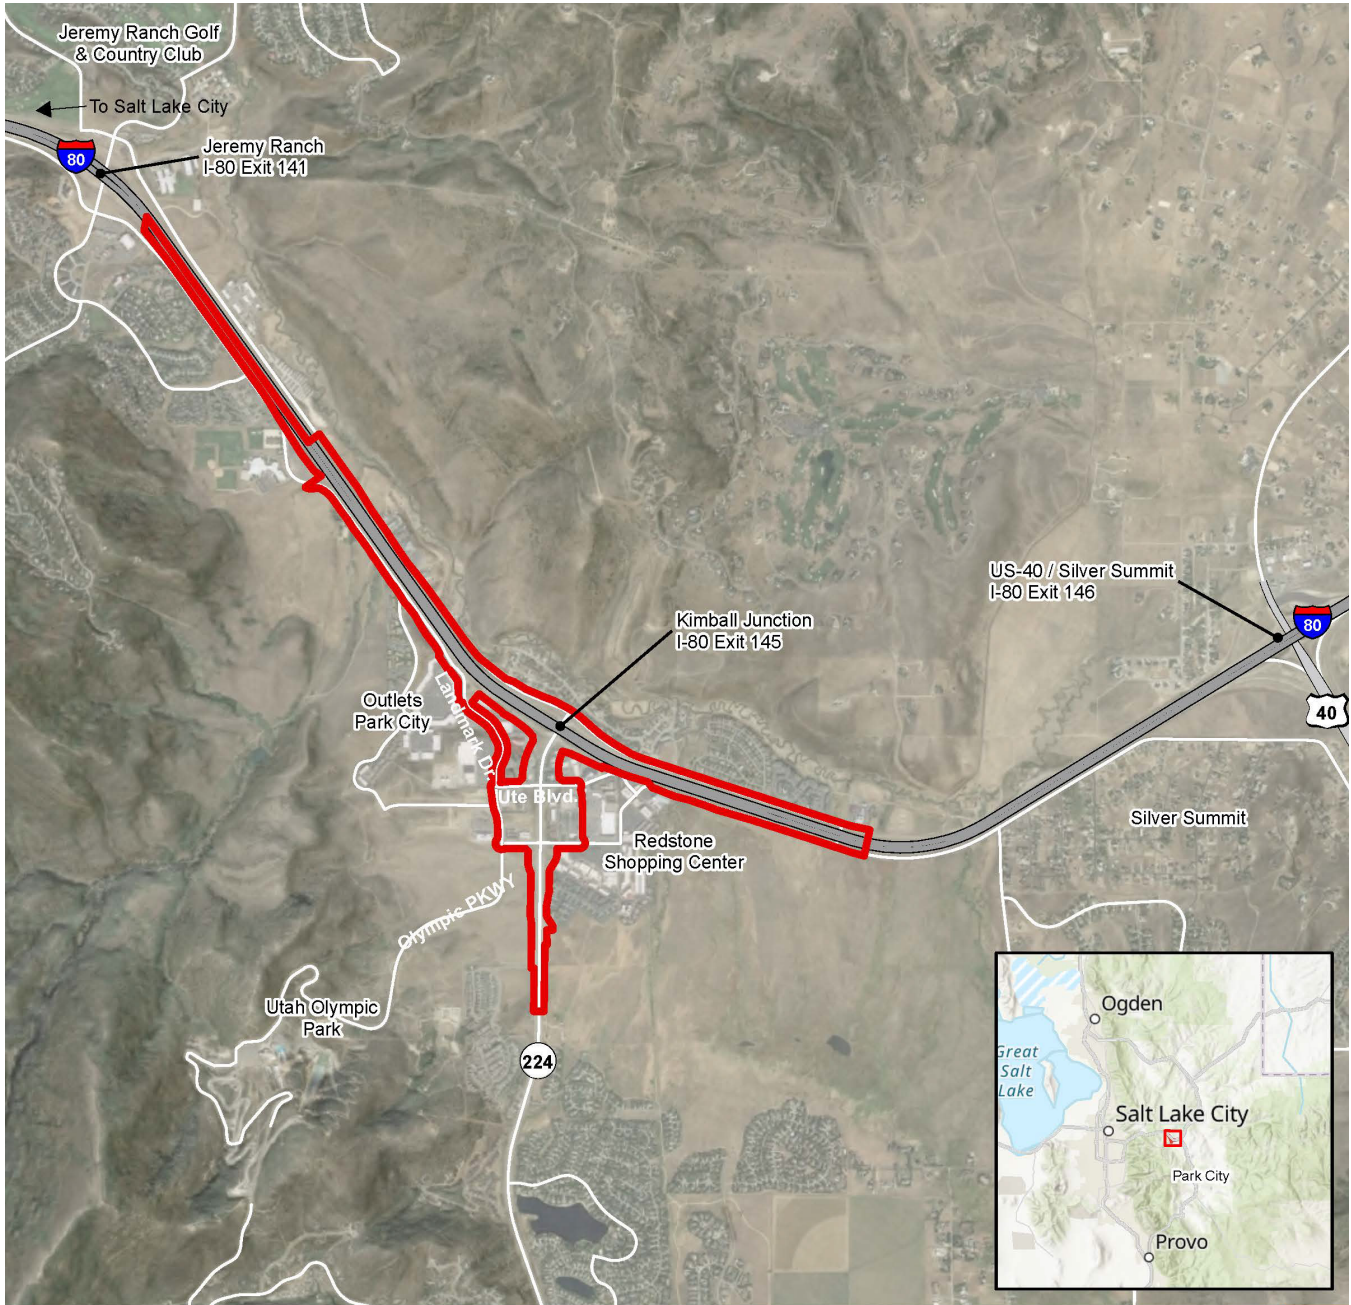 Jeremy Ranch Golf
& Country Club
To Salt Lake City
80
Jeremy Ranch
I-80 Exit 141
US-40 / Silver Summit
I-80 Exit 146
80
Kimball Junction
I-80 Exit 145
40
Outlets
Park City
Landmark Dr.
Ute Blvd.
Silver Summit
Redstone
Shopping Center
Olympic PKWY
Utah Olympic
Park
224
Ogden
Great
Salt
Lake
Salt Lake City
Park City
Provo